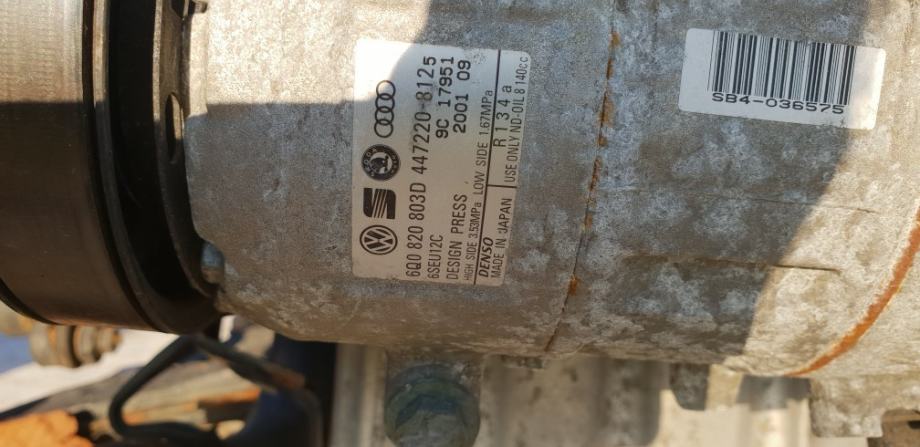 6Q0 820 803D 447220-8125
6SEU12C 9C 17951
2001 09
DESIGN PRESS
HIGH SIDE 3.53MPa LOW SIDE 1.67MPa
DENSO R134a
MADE IN JAPAN USE ONLY ND-OIL 8 140cc
SB4-036575